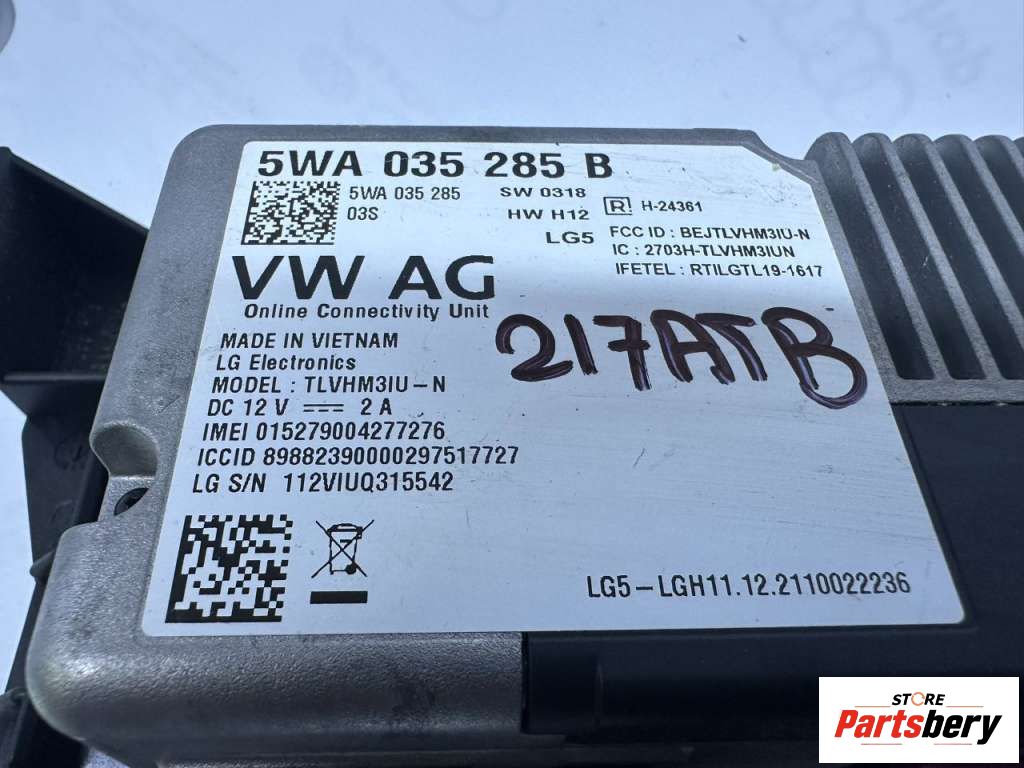 5WA 035 285 B
5WA 035 285
03S
SW 0318
HW H12
LG5
R H-24361
FCC ID : BEJTLVHM3IU-N
IC : 2703H-TLVHM3IUN
IFETEL : RTILGTL19-1617
VW AG
Online Connectivity Unit
217ATB
MADE IN VIETNAM
LG Electronics
MODEL : TLVHM3IU-N
DC 12 V 2 A
IMEI 015279004277276
ICCID 89882390000297517727
LG S/N 112VIUQ315542
LG5-LGH11.12.2110022236
STORE
Partsbery